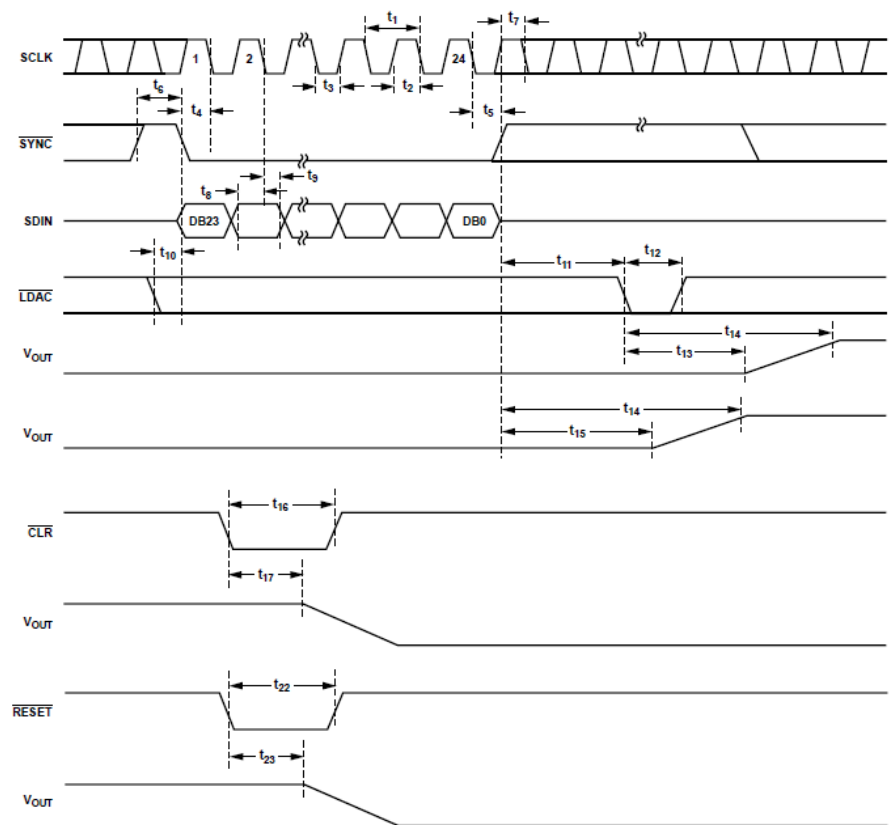 t1 t7
SCLK 1 2 24
t3 t2
t6 t4 t5
SYNC
t9
t8
SDIN DB23 DB0
t10 t11 t12
LDAC
t14
t13
VOUT
t14
t15
VOUT
t16
CLR
t17
VOUT
t22
RESET
t23
VOUT